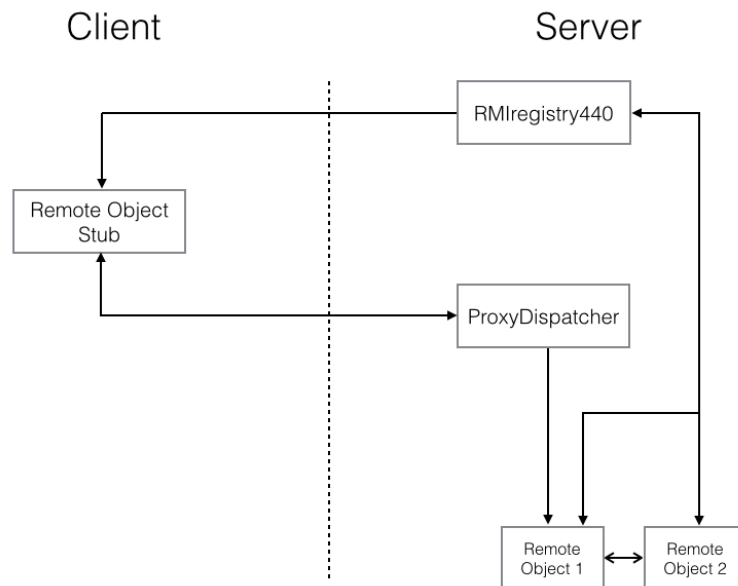 Client
Server
RMIregistry440
Remote Object
Stub
ProxyDispatcher
Remote
Object 1
Remote
Object 2